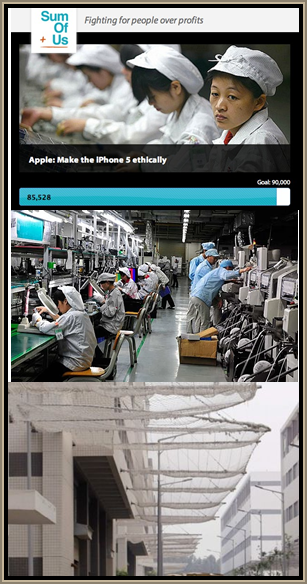 Sum
Of
Us
Fighting for people over profits
Apple: Make the iPhone 5 ethically
Goal: 90,000
85,528